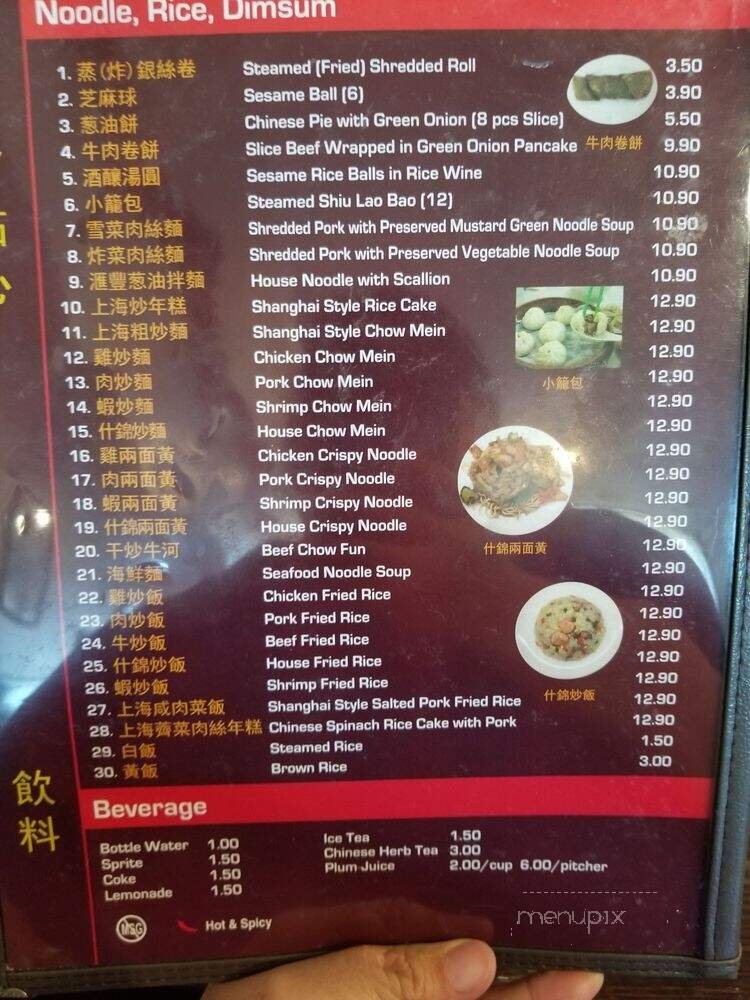 Noodle, Rice, Dimsum
1. 蒸(炸)銀絲卷 Steamed (Fried) Shredded Roll 3.50
2. 芝麻球 Sesame Ball (6) 3.90
3. 葱油餅 Chinese Pie with Green Onion (8 pcs Slice) 5.50
4. 牛肉卷餅 Slice Beef Wrapped in Green Onion Pancake 牛肉卷餅 9.90
5. 酒釀湯圓 Sesame Rice Balls in Rice Wine 10.90
6. 小籠包 Steamed Shiu Lao Bao (12) 10.90
7. 雪菜肉絲麵 Shredded Pork with Preserved Mustard Green Noodle Soup 10.90
8. 炸菜肉絲麵 Shredded Pork with Preserved Vegetable Noodle Soup 10.90
9. 滙豐葱油拌麵 House Noodle with Scallion 10.90
10. 上海炒年糕 Shanghai Style Rice Cake 12.90
11. 上海粗炒麵 Shanghai Style Chow Mein 12.90
12. 雞炒麵 Chicken Chow Mein 12.90
13. 肉炒麵 Pork Chow Mein 小籠包 12.90
14. 蝦炒麵 Shrimp Chow Mein 12.90
15. 什錦炒麵 House Chow Mein 12.90
16. 雞兩面黃 Chicken Crispy Noodle 12.90
17. 肉兩面黃 Pork Crispy Noodle 12.90
18. 蝦兩面黃 Shrimp Crispy Noodle 12.90
19. 什錦兩面黃 House Crispy Noodle 12.90
20. 干炒牛河 Beef Chow Fun 什錦兩面黃 12.90
21. 海鮮麵 Seafood Noodle Soup 12.90
22. 雞炒飯 Chicken Fried Rice 12.90
23. 肉炒飯 Pork Fried Rice 12.90
24. 牛炒飯 Beef Fried Rice 12.90
25. 什錦炒飯 House Fried Rice 12.90
26. 蝦炒飯 Shrimp Fried Rice 什錦炒飯 12.90
27. 上海咸肉菜飯 Shanghai Style Salted Pork Fried Rice 12.90
28. 上海薺菜肉絲年糕 Chinese Spinach Rice Cake with Pork 12.90
29. 白飯 Steamed Rice 1.50
30. 黃飯 Brown Rice 3.00
飲料
Beverage
Bottle Water 1.00 Ice Tea 1.50
Sprite 1.50 Chinese Herb Tea 3.00
Coke 1.50 Plum Juice 2.00/cup 6.00/pitcher
Lemonade 1.50
MSG Hot & Spicy
menupix